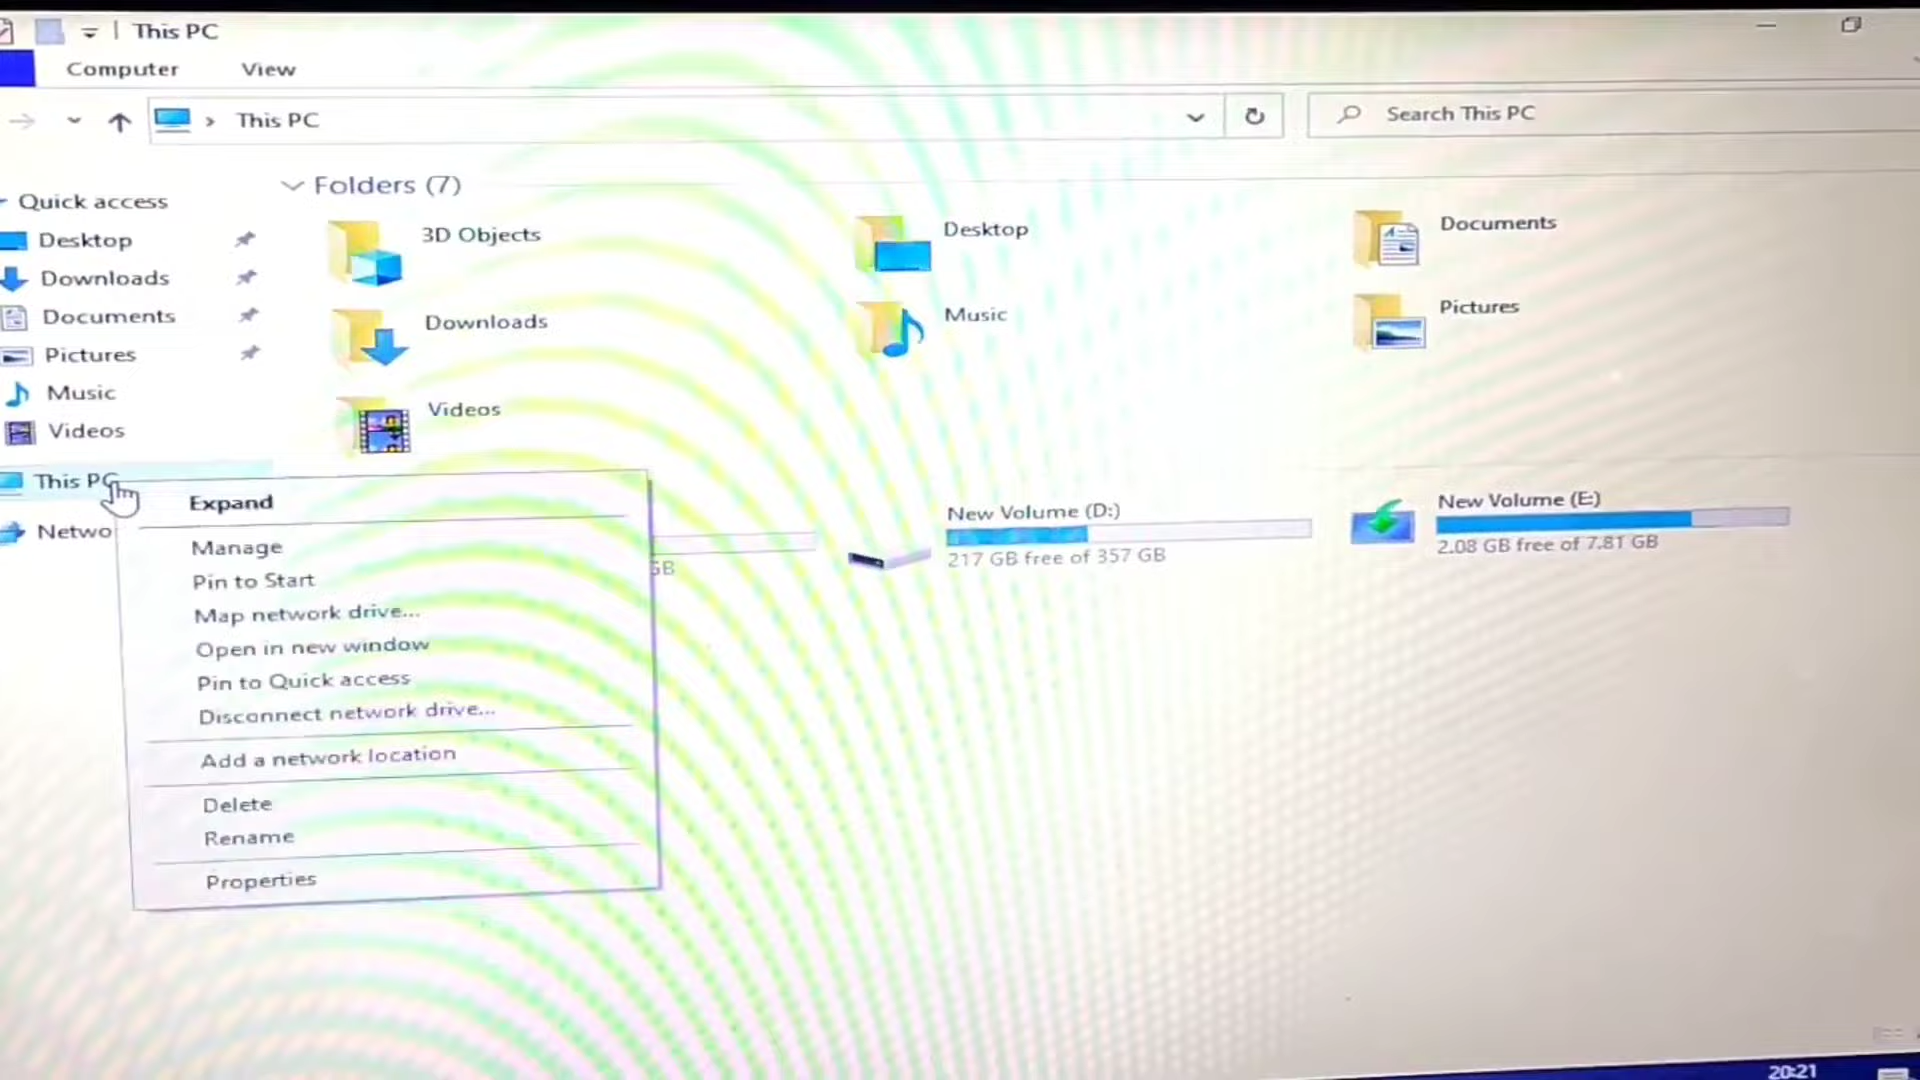 This PC
Computer View
This PC
Search This PC
Quick access
Desktop
Downloads
Documents
Pictures
Music
Videos
This PC
Netwo
Folders (7)
3D Objects
Desktop
Documents
Downloads
Music
Pictures
Videos
GB
New Volume (D:)
217 GB free of 357 GB
New Volume (E:)
2.08 GB free of 7.81 GB
Expand
Manage
Pin to Start
Map network drive...
Open in new window
Pin to Quick access
Disconnect network drive...
Add a network location
Delete
Rename
Properties
20:21